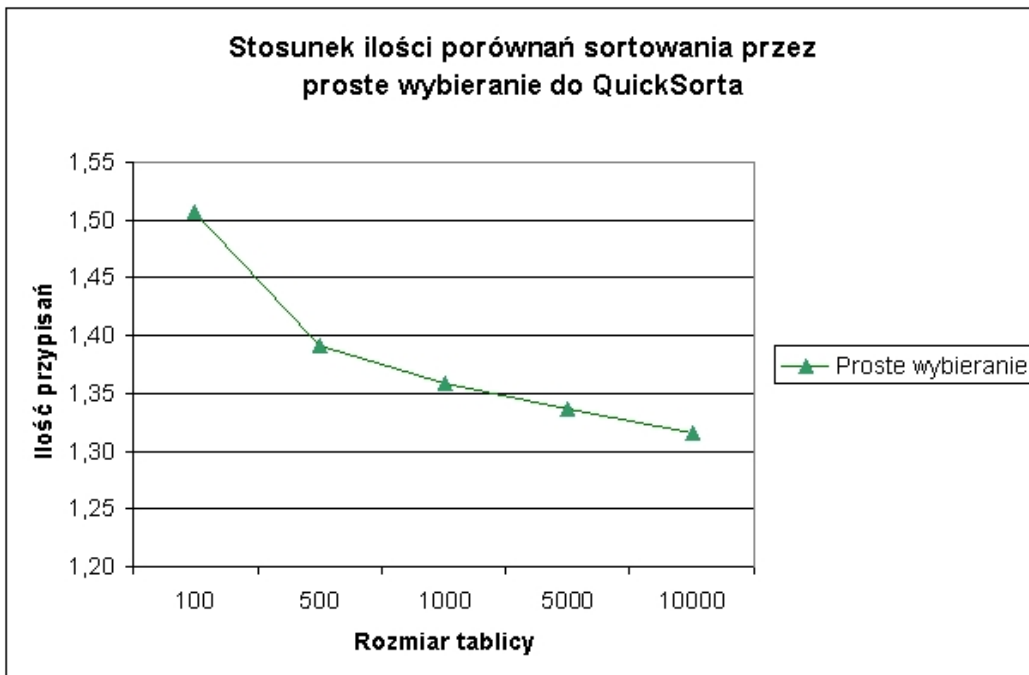 Stosunek ilości porównań sortowania przez
proste wybieranie do QuickSorta
1,55
1,50
1,45
1,40
1,35
1,30
1,25
1,20
Ilość przypisań
100 500 1000 5000 10000
Rozmiar tablicy
Proste wybieranie